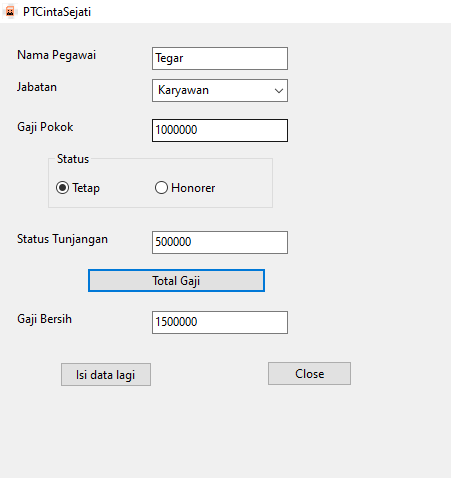 PTCintaSejati
Nama Pegawai Tegar
Jabatan Karyawan
Gaji Pokok 1000000
Status
Tetap Honorer
Status Tunjangan 500000
Total Gaji
Gaji Bersih 1500000
Isi data lagi Close